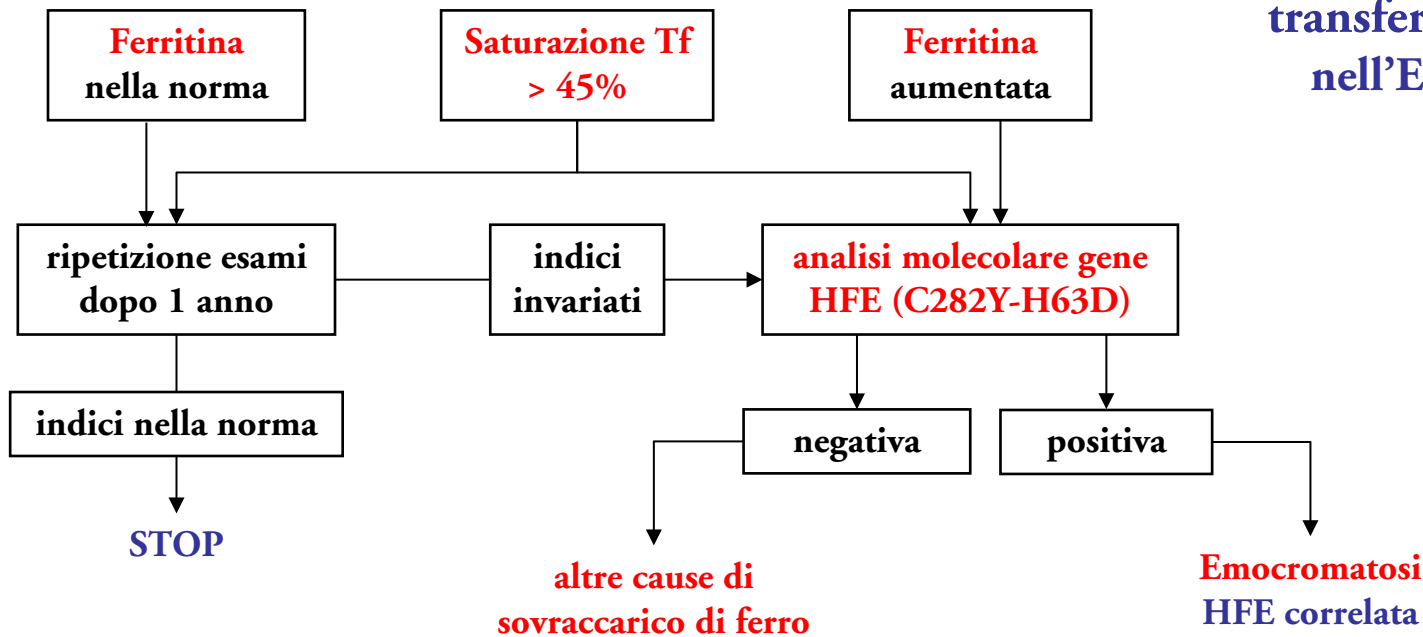 transfer
nell'E
Ferritina
nella norma
Saturazione Tf
> 45%
Ferritina
aumentata
ripetizione esami
dopo 1 anno
indici
invariati
analisi molecolare gene
HFE (C282Y-H63D)
indici nella norma
negativa
positiva
STOP
altre cause di
sovraccarico di ferro
Emocromatosi
HFE correlata